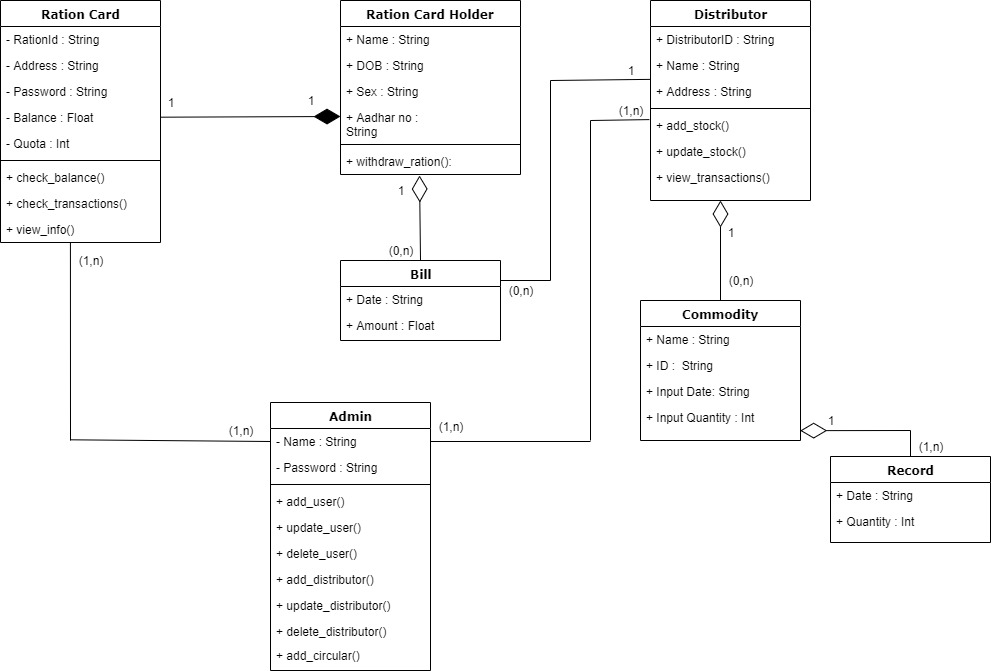 Ration Card
- RationId : String
- Address : String
- Password : String
- Balance : Float
- Quota : Int
+ check_balance()
+ check_transactions()
+ view_info()
(1,n)
1
1
Ration Card Holder
+ Name : String
+ DOB : String
+ Sex : String
+ Aadhar no :
String
+ withdraw_ration():
1
(0,n)
Bill
+ Date : String
+ Amount : Float
(0,n)
1
(1,n)
Distributor
+ DistributorID : String
+ Name : String
+ Address : String
+ add_stock()
+ update_stock()
+ view_transactions()
1
(0,n)
Commodity
+ Name : String
+ ID :  String
+ Input Date: String
+ Input Quantity : Int
1
(1,n)
Record
+ Date : String
+ Quantity : Int
(1,n)
Admin
- Name : String
- Password : String
+ add_user()
+ update_user()
+ delete_user()
+ add_distributor()
+ update_distributor()
+ delete_distributor()
+ add_circular()
(1,n)